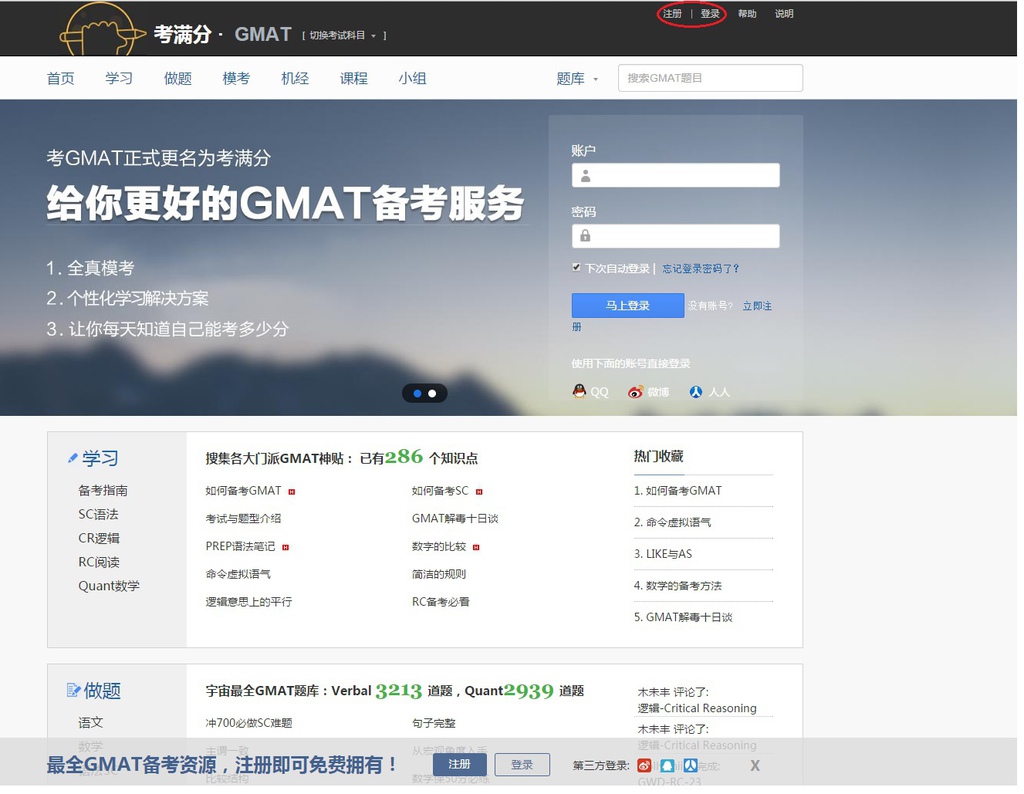 注册 | 登录 帮助 说明
考满分 · GMAT [ 切换考试科目 ]
首页 学习 做题 模考 机经 课程 小组 题库 搜索GMAT题目
考GMAT正式更名为考满分
给你更好的GMAT备考服务
1. 全真模考
2. 个性化学习解决方案
3. 让你每天知道自己能考多少分
账户
密码
下次自动登录 | 忘记登录密码了?
马上登录 没有账号? 立即注
册
使用下面的账号直接登录
QQ 微博 人人
学习
备考指南
SC语法
CR逻辑
RC阅读
Quant数学
搜集各大门派GMAT神贴: 已有286 个知识点
如何备考GMAT H 如何备考SC H
考试与题型介绍 GMAT解毒十日谈
PREP语法笔记 H 数字的比较 H
命令虚拟语气 简洁的规则
逻辑意思上的平行 RC备考必看
热门收藏
1. 如何备考GMAT
2. 命令虚拟语气
3. LIKE与AS
4. 数学的备考方法
5. GMAT解毒十日谈
做题
语文
数学
宇宙最全GMAT题库：Verbal 3213 道题，Quant2939 道题
冲700必做SC难题 句子完整
主谓一致
比较结构
木未丰 评论了:
逻辑-Critical Reasoning
木未丰 评论了:
逻辑-Critical Reasoning
完成:
GWD-RC-23
最全GMAT备考资源，注册即可免费拥有！ 注册 登录 第三方登录: X